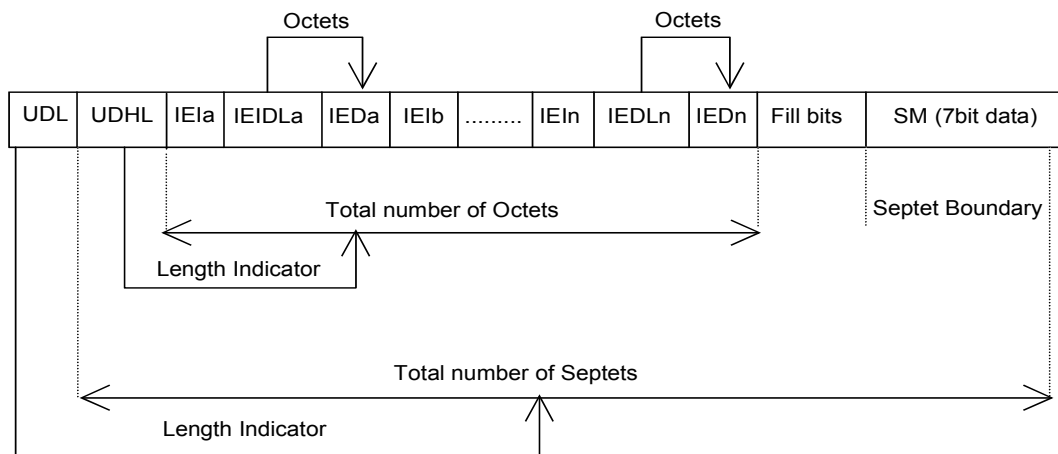 Octets Octets
UDL UDHL IEIa IEIDLa IEDa IEIb ......... IEIn IEDLn IEDn Fill bits SM (7bit data)
Total number of Octets
Septet Boundary
Length Indicator
Total number of Septets
Length Indicator